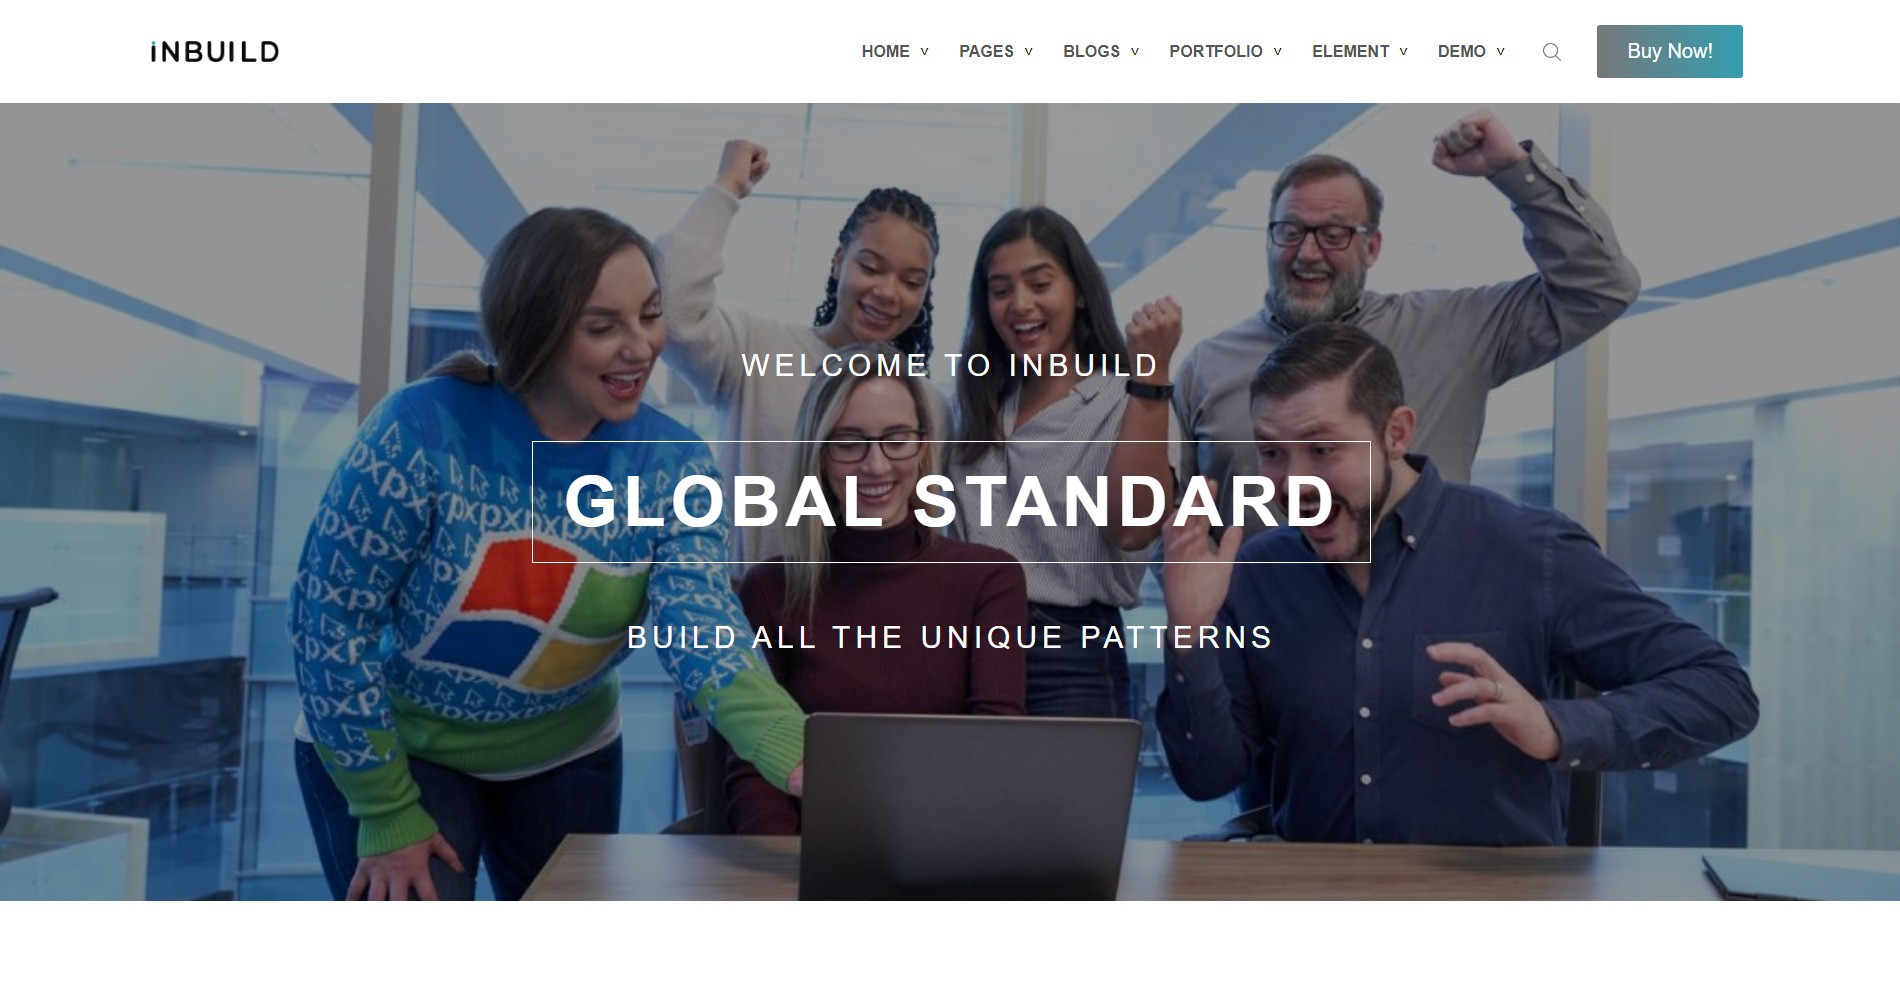 iNBUILD
HOME v PAGES v BLOGS v PORTFOLIO v ELEMENT v DEMO v Buy Now!
WELCOME TO INBUILD
GLOBAL STANDARD
BUILD ALL THE UNIQUE PATTERNS